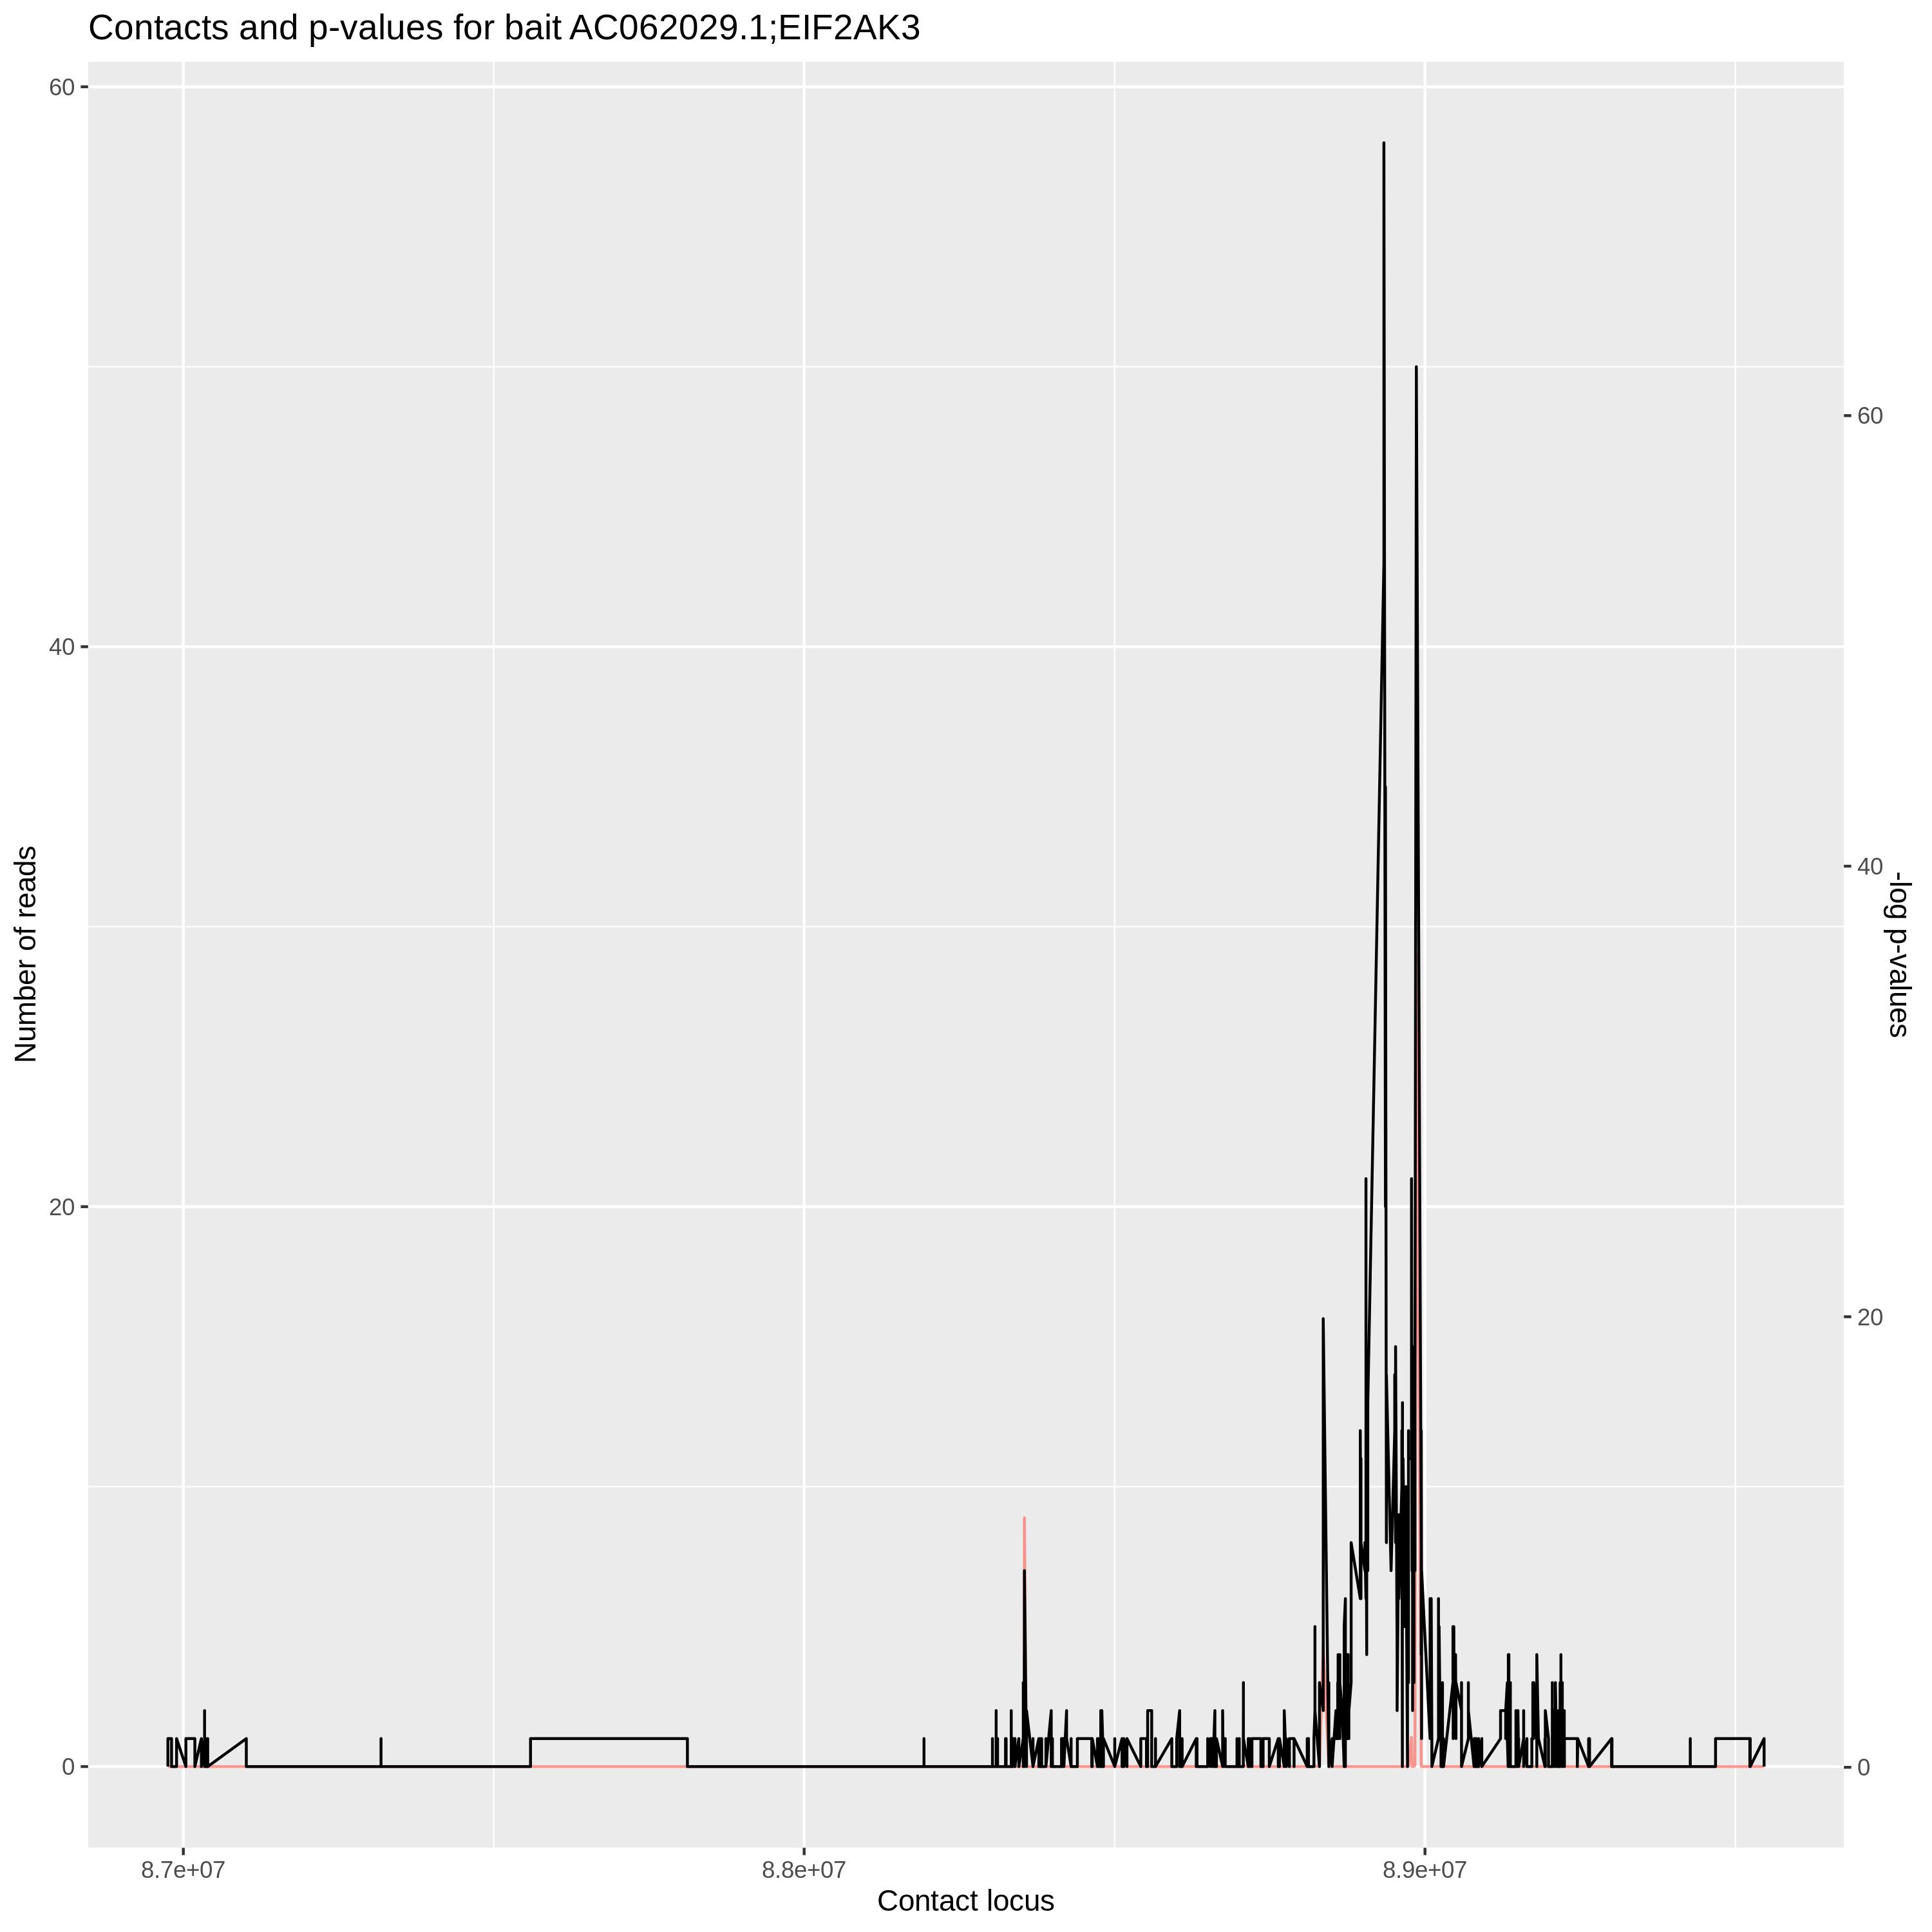 Contacts and p-values for bait AC062029.1;EIF2AK3
60
40
20
0
Number of reads
60
40
20
0
-log p-values
8.7e+07
8.8e+07
8.9e+07
Contact locus